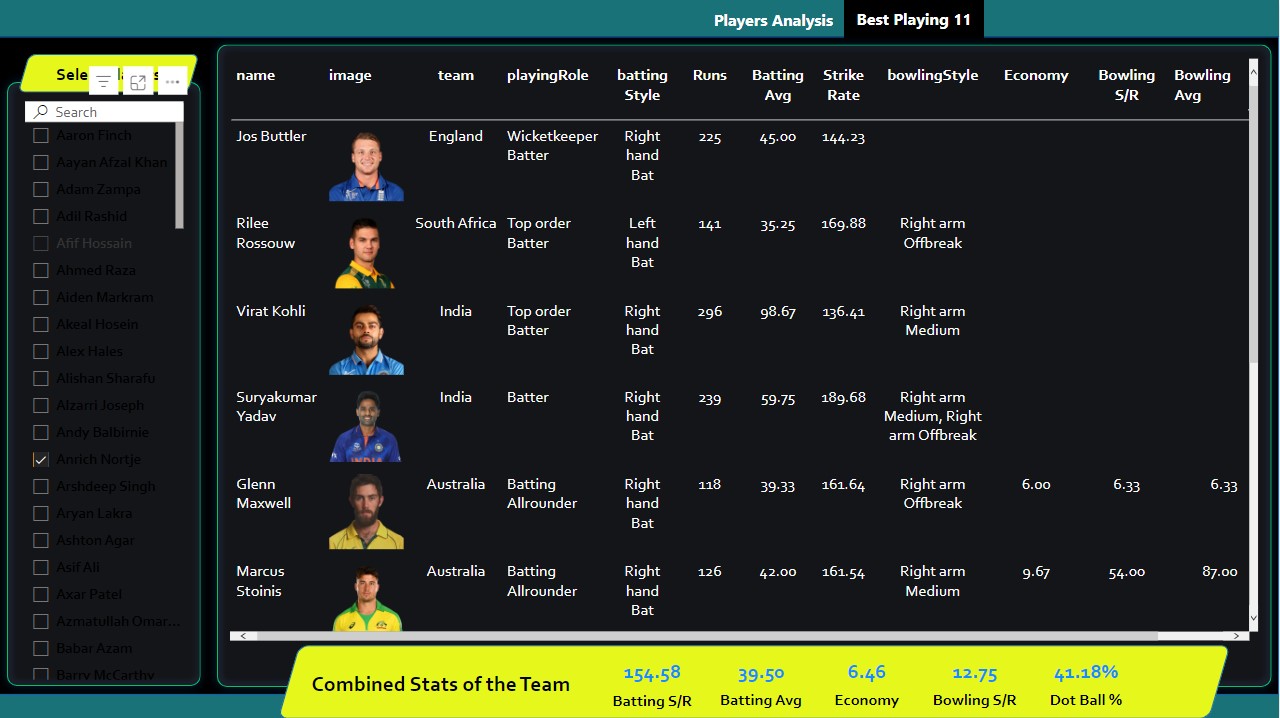 Players Analysis Best Playing 11
Search
Aaron Finch
Aayan Afzal Khan
Adam Zampa
Adil Rashid
Afif Hossain
Ahmed Raza
Aiden Markram
Akeal Hosein
Alex Hales
Alishan Sharafu
Alzarri Joseph
Andy Balbirnie
Anrich Nortje
Arshdeep Singh
Aryan Lakra
Ashton Agar
Asif Ali
Axar Patel
Azmatullah Omar...
Babar Azam
Barry McCarthy
name image team playingRole batting Runs Batting Strike bowlingStyle Economy Bowling Bowling
Style Avg Rate S/R Avg
Jos Buttler England Wicketkeeper Right 225 45.00 144.23
Batter hand
Bat
Rilee South Africa Top order Left 141 35.25 169.88 Right arm
Rossouw Batter hand Offbreak
Bat
Virat Kohli India Top order Right 296 98.67 136.41 Right arm
Batter hand Medium
Bat
Suryakumar India Batter Right 239 59.75 189.68 Right arm
Yadav hand Medium, Right
Bat arm Offbreak
Glenn Australia Batting Right 118 39.33 161.64 Right arm 6.00 6.33 6.33
Maxwell Allrounder hand Offbreak
Bat
Marcus Australia Batting Right 126 42.00 161.54 Right arm 9.67 54.00 87.00
Stoinis Allrounder hand Medium
Bat
INDIA
Combined Stats of the Team
154.58 39.50 6.46 12.75 41.18%
Batting S/R Batting Avg Economy Bowling S/R Dot Ball %